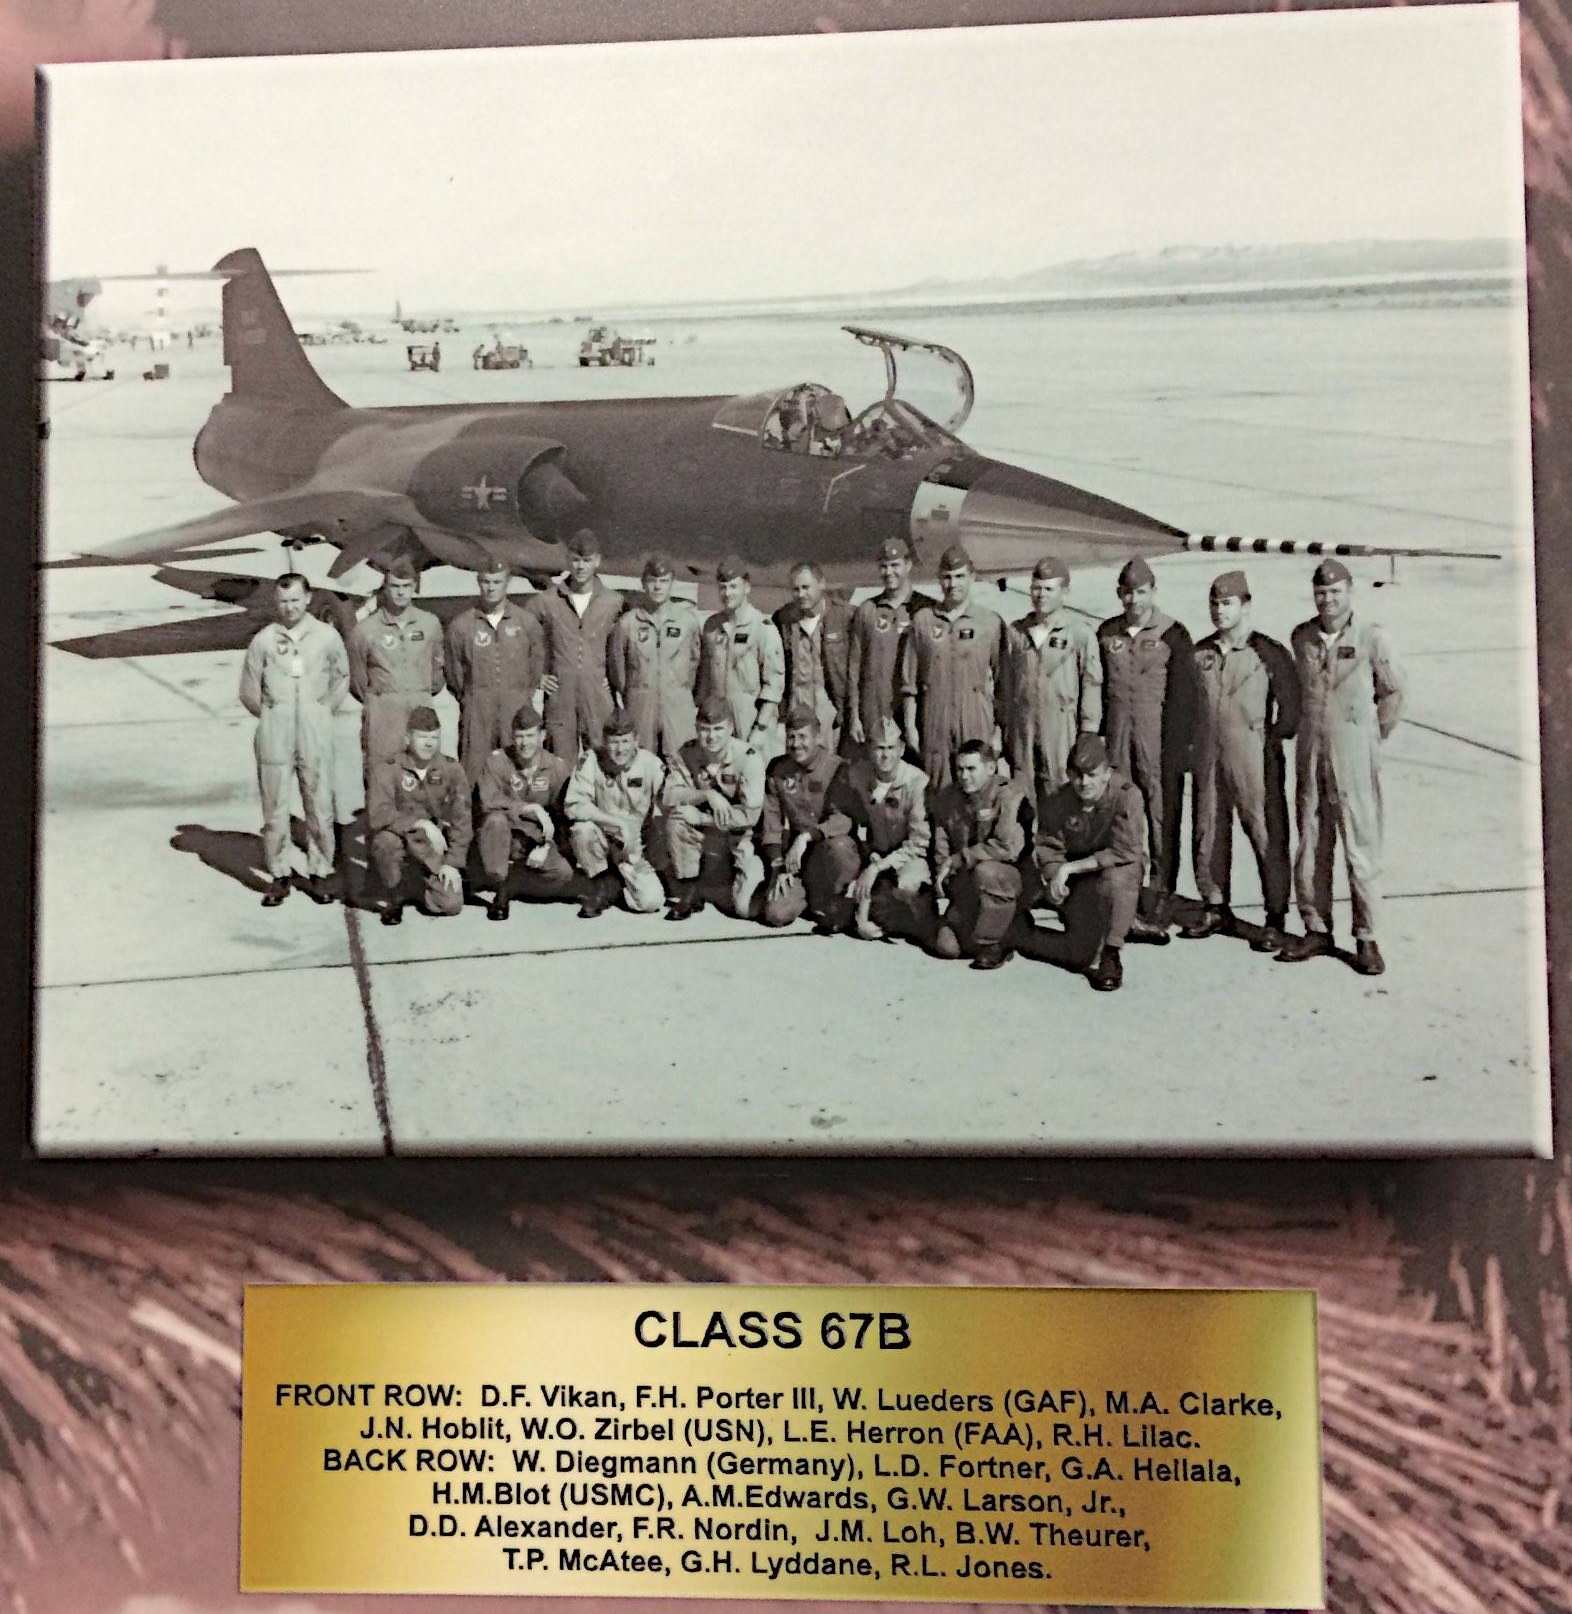 CLASS 67B
FRONT ROW: D.F. Vikan, F.H. Porter III, W. Lueders (GAF), M.A. Clarke,
J.N. Hoblit, W.O. Zirbel (USN), L.E. Herron (FAA), R.H. Lilac.
BACK ROW: W. Diegmann (Germany), L.D. Fortner, G.A. Hellala,
H.M.Blot (USMC), A.M.Edwards, G.W. Larson, Jr.,
D.D. Alexander, F.R. Nordin, J.M. Loh, B.W. Theurer,
T.P. McAtee, G.H. Lyddane, R.L. Jones.